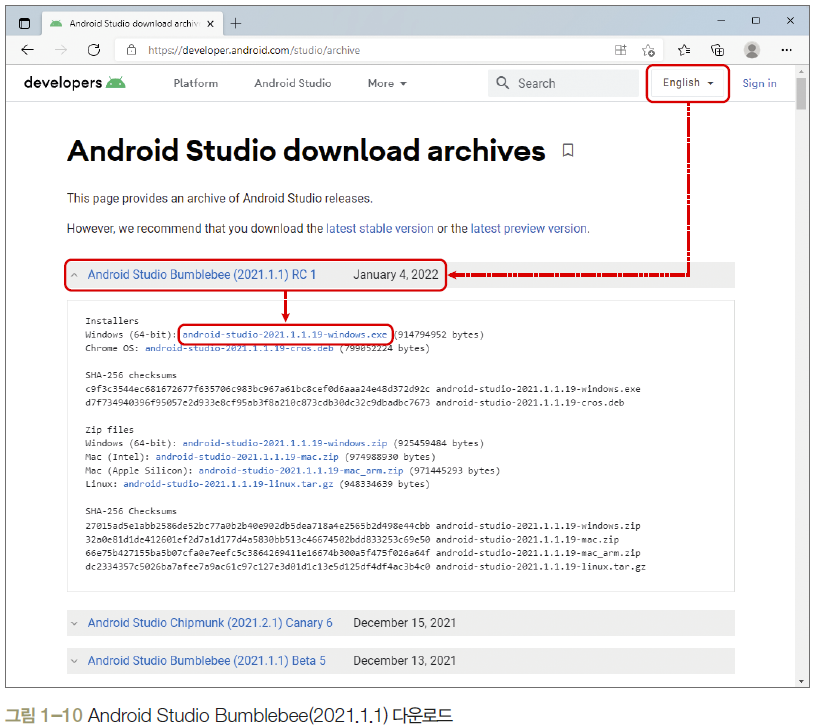 Android Studio download archiv
https://developer.android.com/studio/archive
developers Platform Android Studio More Search English Sign in
Android Studio download archives
This page provides an archive of Android Studio releases.
However, we recommend that you download the latest stable version or the latest preview version.
Android Studio Bumblebee (2021.1.1) RC 1 January 4, 2022
Installers
Windows (64-bit): android-studio-2021.1.1.19-windows.exe (914794952 bytes)
Chrome OS: android-studio-2021.1.1.19-cros.deb (799052224 bytes)
SHA-256 checksums
c9f3c3544ec681672677f635706c983bc967a61bc8cef0d6aaa24e48d372d92c android-studio-2021.1.1.19-windows.exe
d7f734940396f95057e2d933e8cf95ab3f8a210c873cdb30dc32c9dbadbc7673 android-studio-2021.1.1.19-cros.deb
Zip files
Windows (64-bit): android-studio-2021.1.1.19-windows.zip (925459484 bytes)
Mac (Intel): android-studio-2021.1.1.19-mac.zip (974988930 bytes)
Mac (Apple Silicon): android-studio-2021.1.1.19-mac_arm.zip (971445293 bytes)
Linux: android-studio-2021.1.1.19-linux.tar.gz (948334639 bytes)
SHA-256 Checksums
27015ad5e1abb2586de52bc77a0b2b40e902db5dea718a4e2565b2d498e44cbb android-studio-2021.1.1.19-windows.zip
32a0e81d1de412601ef2d7a1d177d4a5830bb513c46674502bdd833253c69e50 android-studio-2021.1.1.19-mac.zip
66e75b427155ba5b07cfa0e7eefc5c3864269411e16674b300a5f475f026a64f android-studio-2021.1.1.19-mac_arm.zip
dc2334357c5026ba7afee7a9ac61c97c127e3d01d1c13e5d125df4df4ac3b4c0 android-studio-2021.1.1.19-linux.tar.gz
Android Studio Chipmunk (2021.2.1) Canary 6 December 15, 2021
Android Studio Bumblebee (2021.1.1) Beta 5 December 13, 2021
그림 1-10 Android Studio Bumblebee(2021.1.1) 다운로드